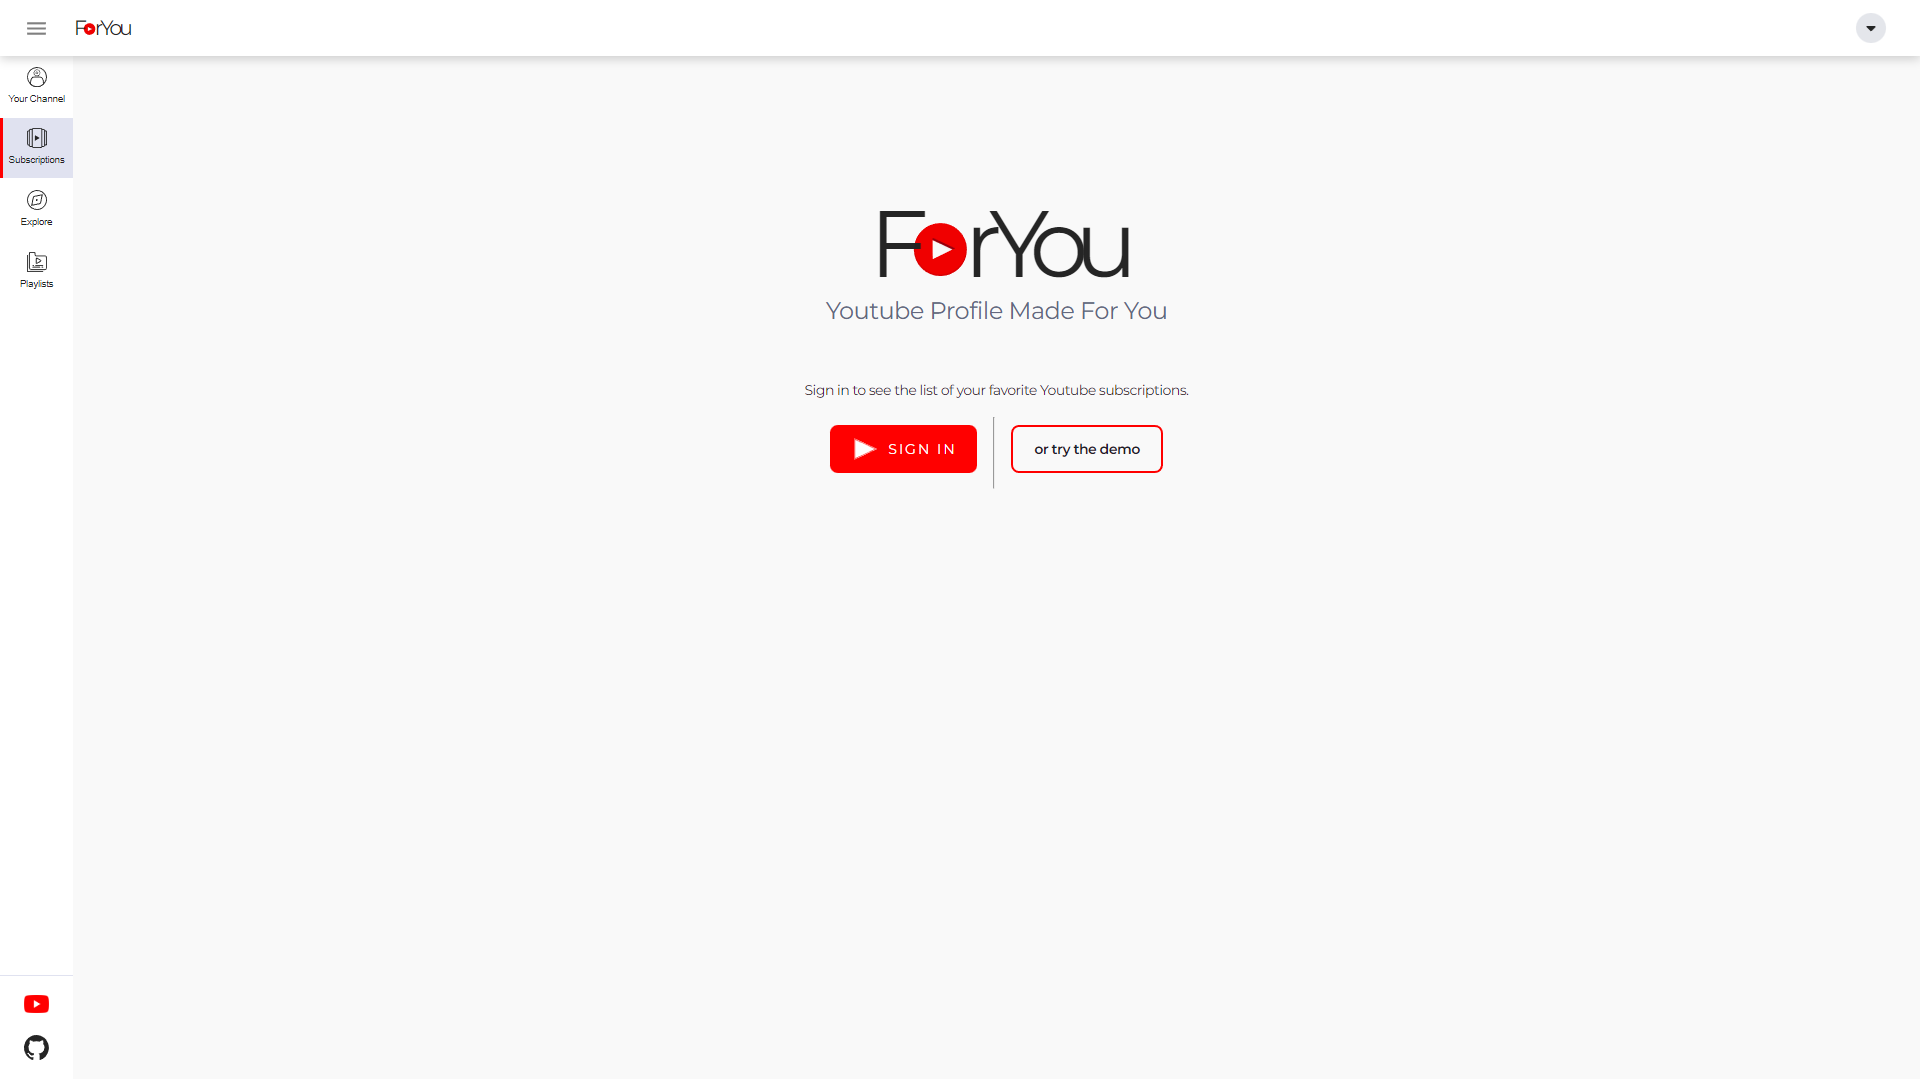 ForYou
Your Channel
Subscriptions
Explore
Playlists
ForYou
Youtube Profile Made For You
Sign in to see the list of your favorite Youtube subscriptions.
SIGN IN
or try the demo